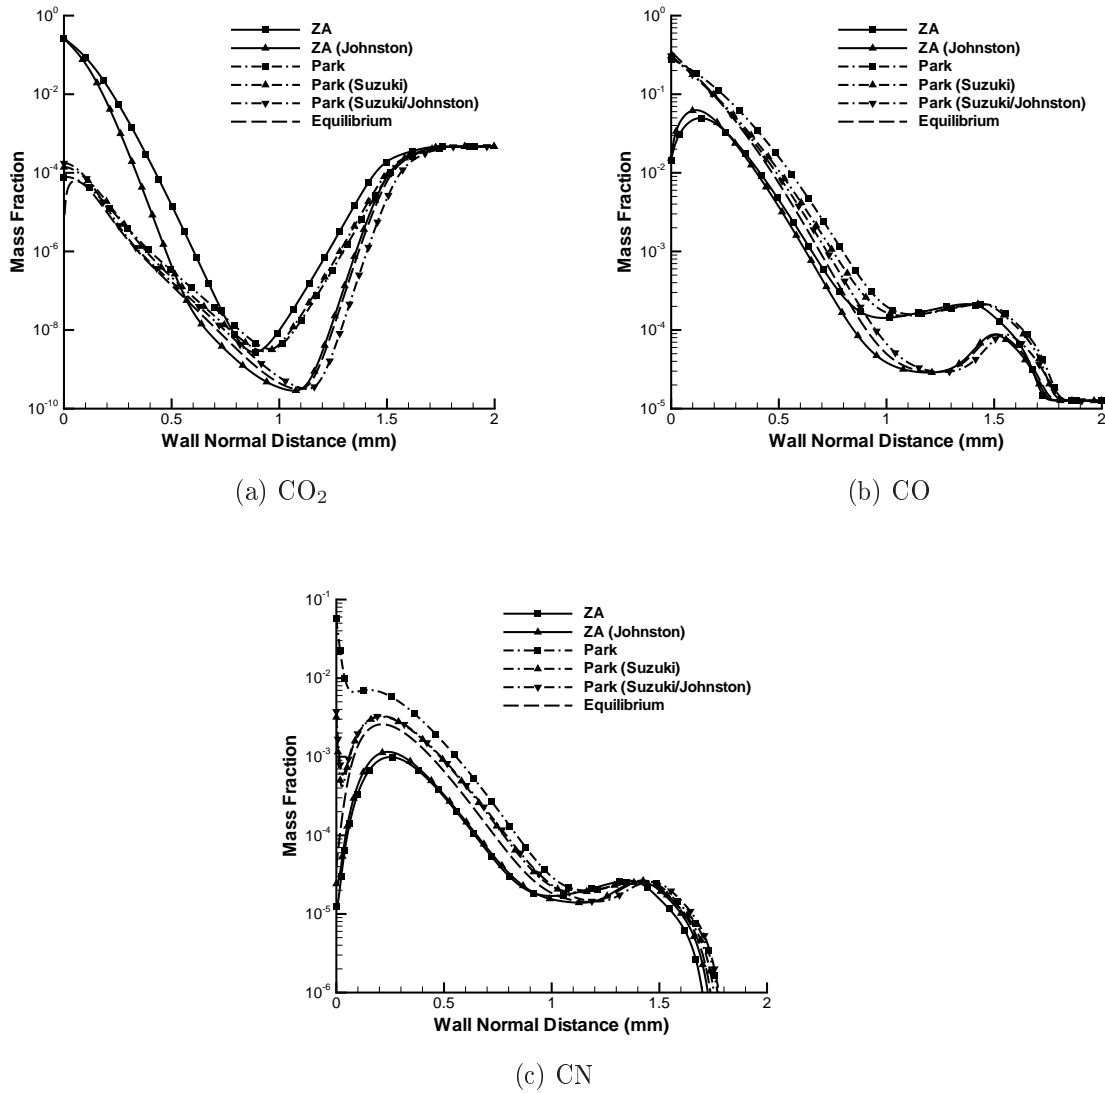 10⁰
10⁻²
10⁻⁴
10⁻⁶
10⁻⁸
10⁻¹⁰
Mass Fraction
0 0.5 1 1.5 2
Wall Normal Distance (mm)
ZA
ZA (Johnston)
Park
Park (Suzuki)
Park (Suzuki/Johnston)
Equilibrium
(a) CO₂
10⁰
10⁻¹
10⁻²
10⁻³
10⁻⁴
10⁻⁵
Mass Fraction
0 0.5 1 1.5 2
Wall Normal Distance (mm)
ZA
ZA (Johnston)
Park
Park (Suzuki)
Park (Suzuki/Johnston)
Equilibrium
(b) CO
10⁻¹
10⁻²
10⁻³
10⁻⁴
10⁻⁵
10⁻⁶
Mass Fraction
0 0.5 1 1.5 2
Wall Normal Distance (mm)
ZA
ZA (Johnston)
Park
Park (Suzuki)
Park (Suzuki/Johnston)
Equilibrium
(c) CN